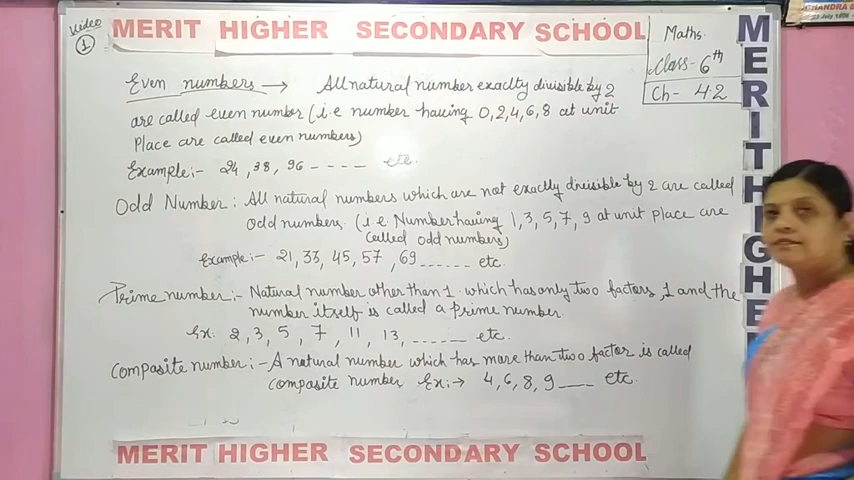 Video
1
MERIT HIGHER SECONDARY SCHOOL
Maths.
Class- 6th
Ch- 4.2
Even numbers → All natural number exactly divisible by 2
are called even number (i.e number having 0,2,4,6,8 at unit
Place are called even numbers)
Example:- 24, 38, 96 - - - - etc.
Odd Number: All natural numbers which are not exactly divisible by 2 are called
Odd numbers. (i.e. Number having 1,3,5,7,9 at unit place are
called odd numbers)
Example:- 21, 33, 45, 57, 69 ------ etc.
Prime number:- Natural number other than 1 which has only two factors, 1 and the
number itself is called a Prime number.
Ex: 2, 3, 5, 7, 11, 13, ------ etc.
Composite number:- A natural number which has more than two factor is called
composite number Ex:→ 4,6,8,9 ___ etc.
MERIT HIGHER SECONDARY SCHOOL
MERIT HIGHE
CHANDRA
23 July 1906